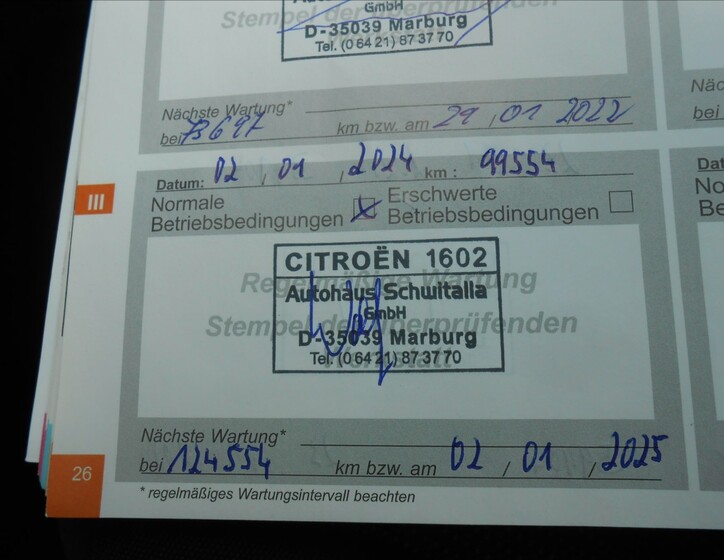 Stempel der überprüfenden
GmbH
D-35039 Marburg
Tel. (0 64 21) 87 37 70
Nächste Wartung*
bei 73697 km bzw. am 29 , 01 2022
Datum: 02 , 01 , 2024 km : 99554
III
Normale
Betriebsbedingungen
Erschwerte
Betriebsbedingungen
CITROËN 1602
Regelmäßige Wartung
Autohaus Schwitalla
GmbH
Stempel der überprüfenden
D-35039 Marburg
Tel. (0 64 21) 87 37 70
Werkstatt
Nächste Wartung*
bei 124554 km bzw. am 02 / 01 , 2025
26
* regelmäßiges Wartungsintervall beachten
Näc
bei
Dat
No
Be